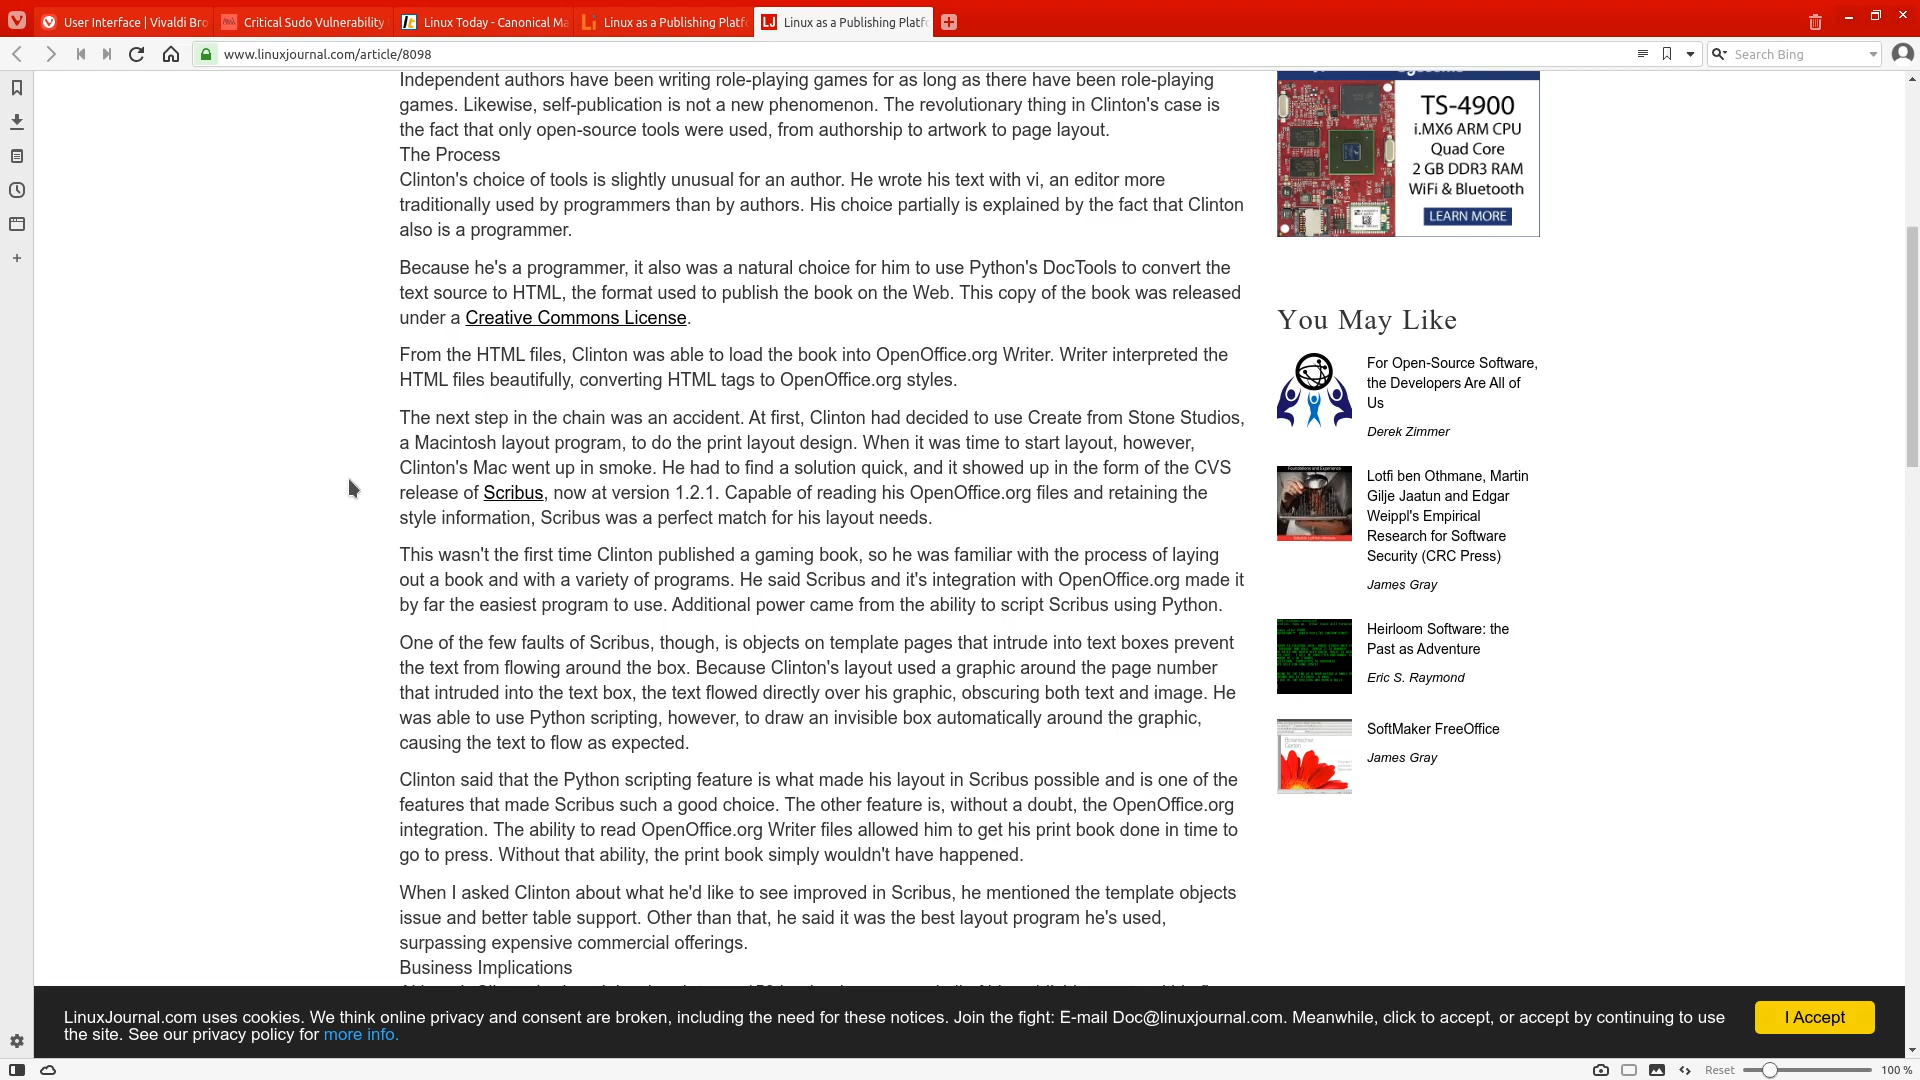 User Interface | Vivaldi Bro
Critical Sudo Vulnerability
Linux Today - Canonical Ma
Linux as a Publishing Platfo
Linux as a Publishing Platfo
www.linuxjournal.com/article/8098
Search Bing
Independent authors have been writing role-playing games for as long as there have been role-playing
games. Likewise, self-publication is not a new phenomenon. The revolutionary thing in Clinton's case is
the fact that only open-source tools were used, from authorship to artwork to page layout.
The Process
Clinton's choice of tools is slightly unusual for an author. He wrote his text with vi, an editor more
traditionally used by programmers than by authors. His choice partially is explained by the fact that Clinton
also is a programmer.
Because he's a programmer, it also was a natural choice for him to use Python's DocTools to convert the
text source to HTML, the format used to publish the book on the Web. This copy of the book was released
under a Creative Commons License.
From the HTML files, Clinton was able to load the book into OpenOffice.org Writer. Writer interpreted the
HTML files beautifully, converting HTML tags to OpenOffice.org styles.
The next step in the chain was an accident. At first, Clinton had decided to use Create from Stone Studios,
a Macintosh layout program, to do the print layout design. When it was time to start layout, however,
Clinton's Mac went up in smoke. He had to find a solution quick, and it showed up in the form of the CVS
release of Scribus, now at version 1.2.1. Capable of reading his OpenOffice.org files and retaining the
style information, Scribus was a perfect match for his layout needs.
This wasn't the first time Clinton published a gaming book, so he was familiar with the process of laying
out a book and with a variety of programs. He said Scribus and it's integration with OpenOffice.org made it
by far the easiest program to use. Additional power came from the ability to script Scribus using Python.
One of the few faults of Scribus, though, is objects on template pages that intrude into text boxes prevent
the text from flowing around the box. Because Clinton's layout used a graphic around the page number
that intruded into the text box, the text flowed directly over his graphic, obscuring both text and image. He
was able to use Python scripting, however, to draw an invisible box automatically around the graphic,
causing the text to flow as expected.
Clinton said that the Python scripting feature is what made his layout in Scribus possible and is one of the
features that made Scribus such a good choice. The other feature is, without a doubt, the OpenOffice.org
integration. The ability to read OpenOffice.org Writer files allowed him to get his print book done in time to
go to press. Without that ability, the print book simply wouldn't have happened.
When I asked Clinton about what he'd like to see improved in Scribus, he mentioned the template objects
issue and better table support. Other than that, he said it was the best layout program he's used,
surpassing expensive commercial offerings.
Business Implications
TS-4900
i.MX6 ARM CPU
Quad Core
2 GB DDR3 RAM
WiFi & Bluetooth
LEARN MORE
You May Like
For Open-Source Software,
the Developers Are All of
Us
Derek Zimmer
Lotfi ben Othmane, Martin
Gilje Jaatun and Edgar
Weippl's Empirical
Research for Software
Security (CRC Press)
James Gray
Heirloom Software: the
Past as Adventure
Eric S. Raymond
SoftMaker FreeOffice
James Gray
LinuxJournal.com uses cookies. We think online privacy and consent are broken, including the need for these notices. Join the fight: E-mail Doc@linuxjournal.com. Meanwhile, click to accept, or accept by continuing to use
the site. See our privacy policy for more info.
I Accept
Reset
100 %